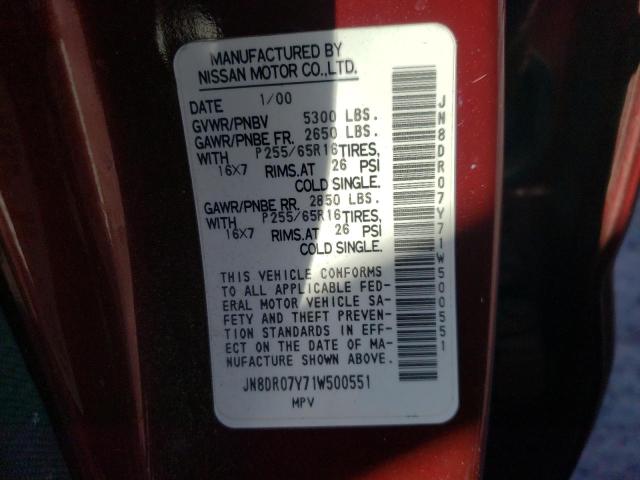 MANUFACTURED BY
NISSAN MOTOR CO.,LTD.
DATE 1/00
GVWR/PNBV 5300 LBS.
GAWR/PNBE FR. 2650 LBS.
WITH P255/65R16TIRES,
16X7 RIMS.AT 26 PSI
COLD SINGLE.
GAWR/PNBE RR. 2850 LBS.
WITH P255/65R16TIRES,
16X7 RIMS.AT 26 PSI
COLD SINGLE.
THIS VEHICLE CONFORMS
TO ALL APPLICABLE FED-
ERAL MOTOR VEHICLE SA-
FETY AND THEFT PREVEN-
TION STANDARDS IN EFF-
ECT ON THE DATE OF MA-
NUFACTURE SHOWN ABOVE.
JN8DR07Y71W500551
MPV
JN8DR07Y71W500551